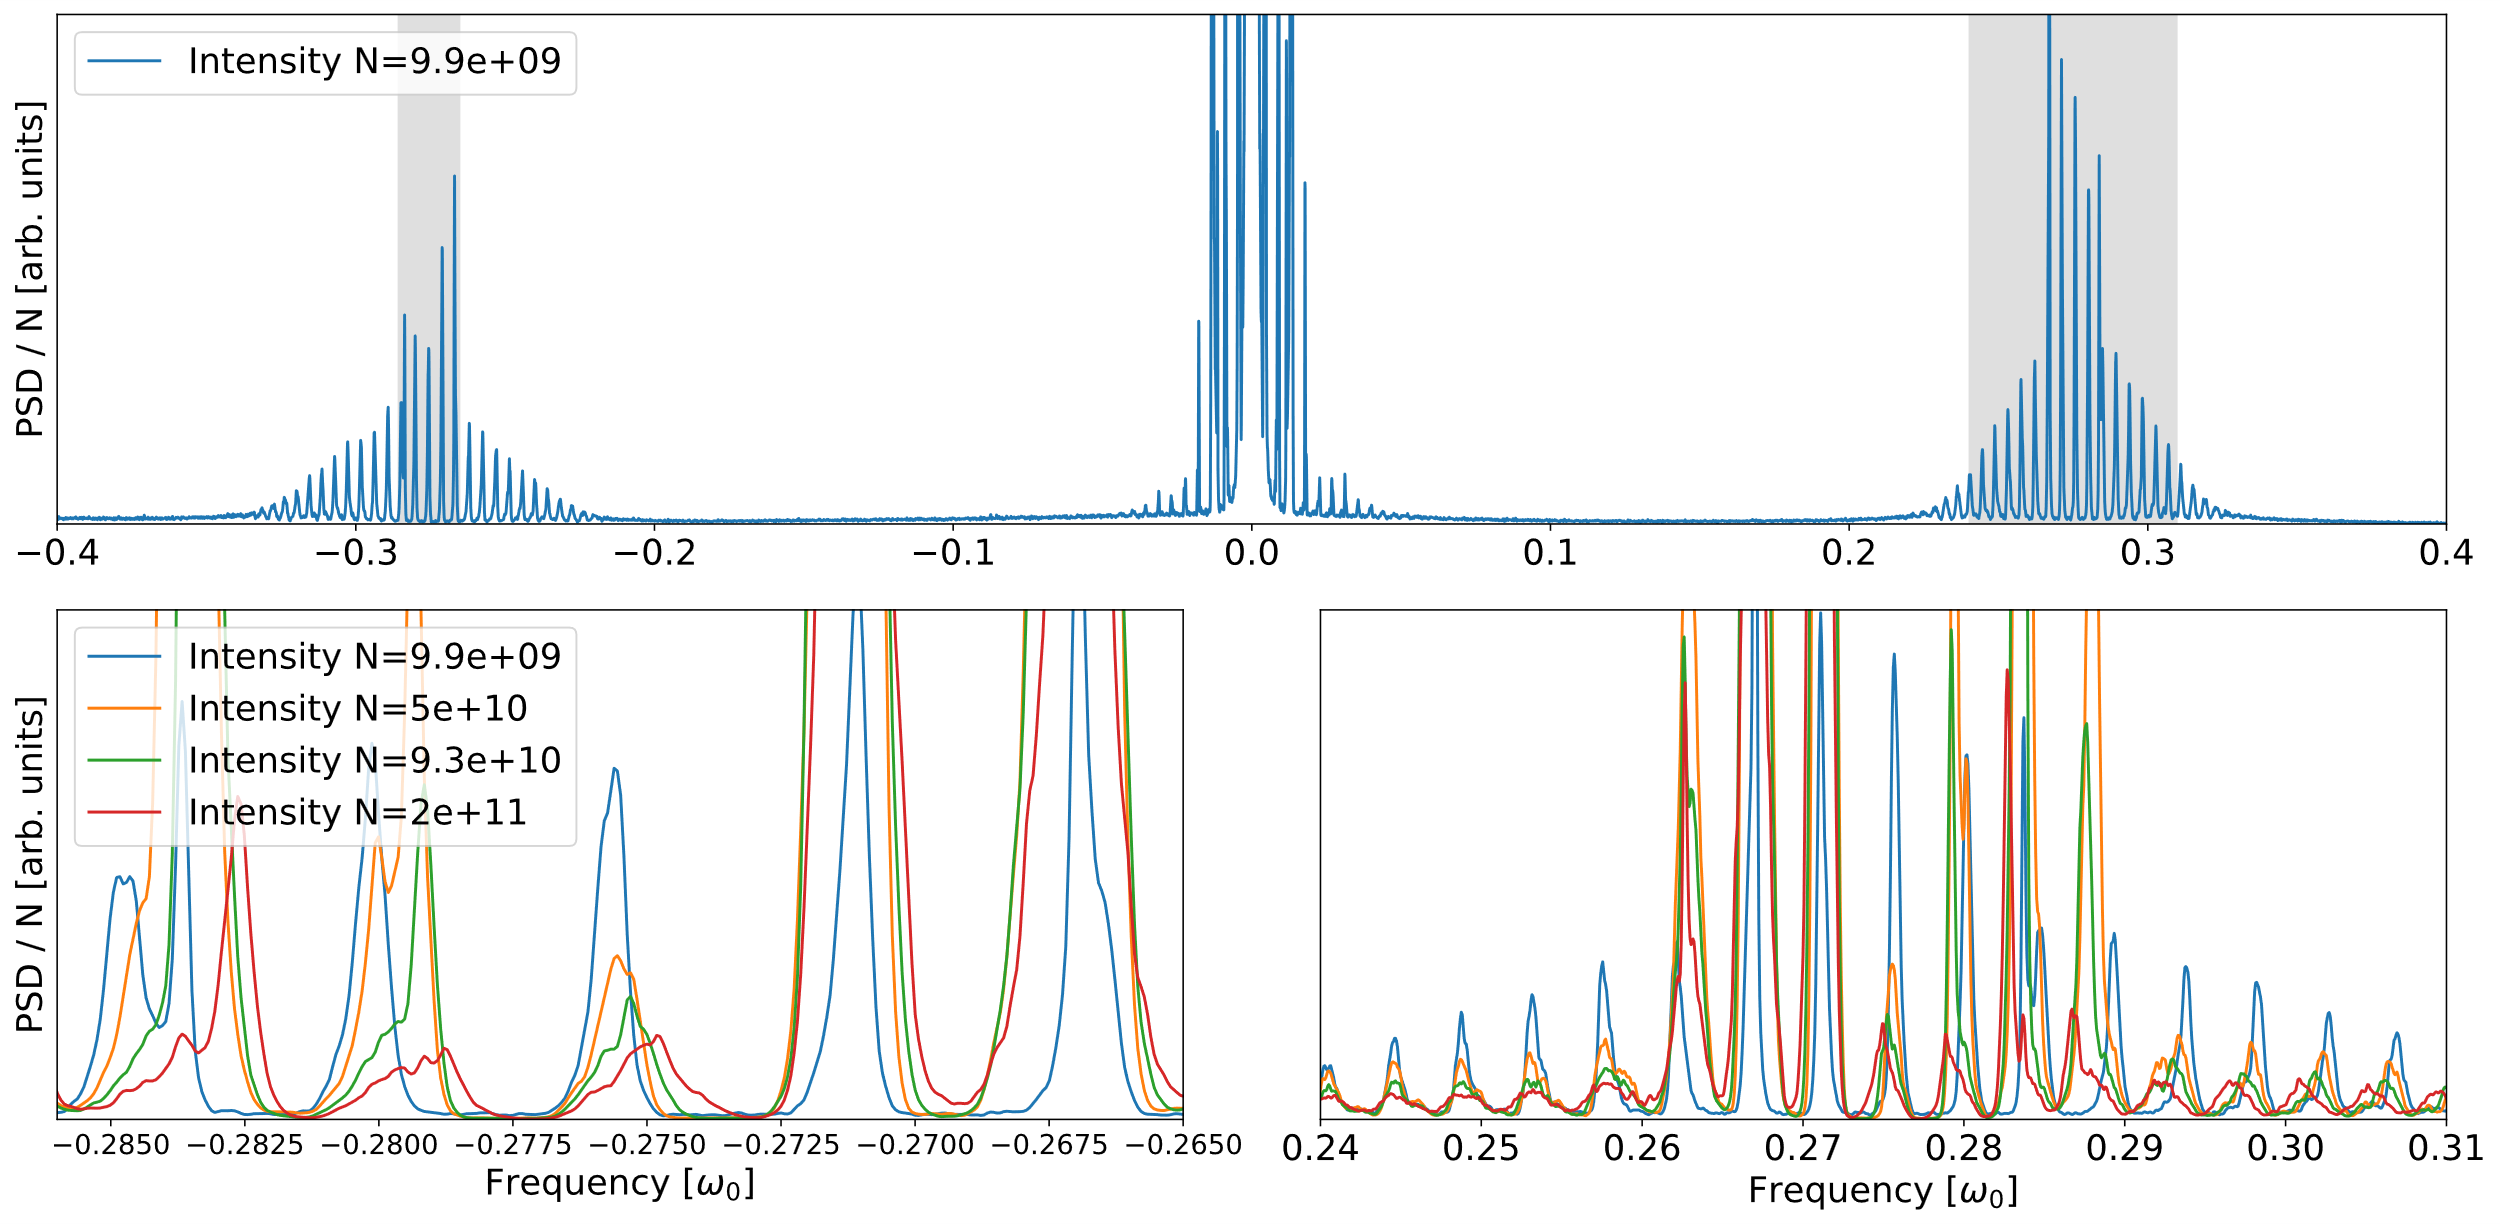 PSD / N [arb. units]
Intensity N=9.9e+09
−0.4 −0.3 −0.2 −0.1 0.0 0.1 0.2 0.3 0.4
PSD / N [arb. units]
Intensity N=9.9e+09
Intensity N=5e+10
Intensity N=9.3e+10
Intensity N=2e+11
−0.2850 −0.2825 −0.2800 −0.2775 −0.2750 −0.2725 −0.2700 −0.2675 −0.2650
Frequency [ω₀]
0.24 0.25 0.26 0.27 0.28 0.29 0.30 0.31
Frequency [ω₀]